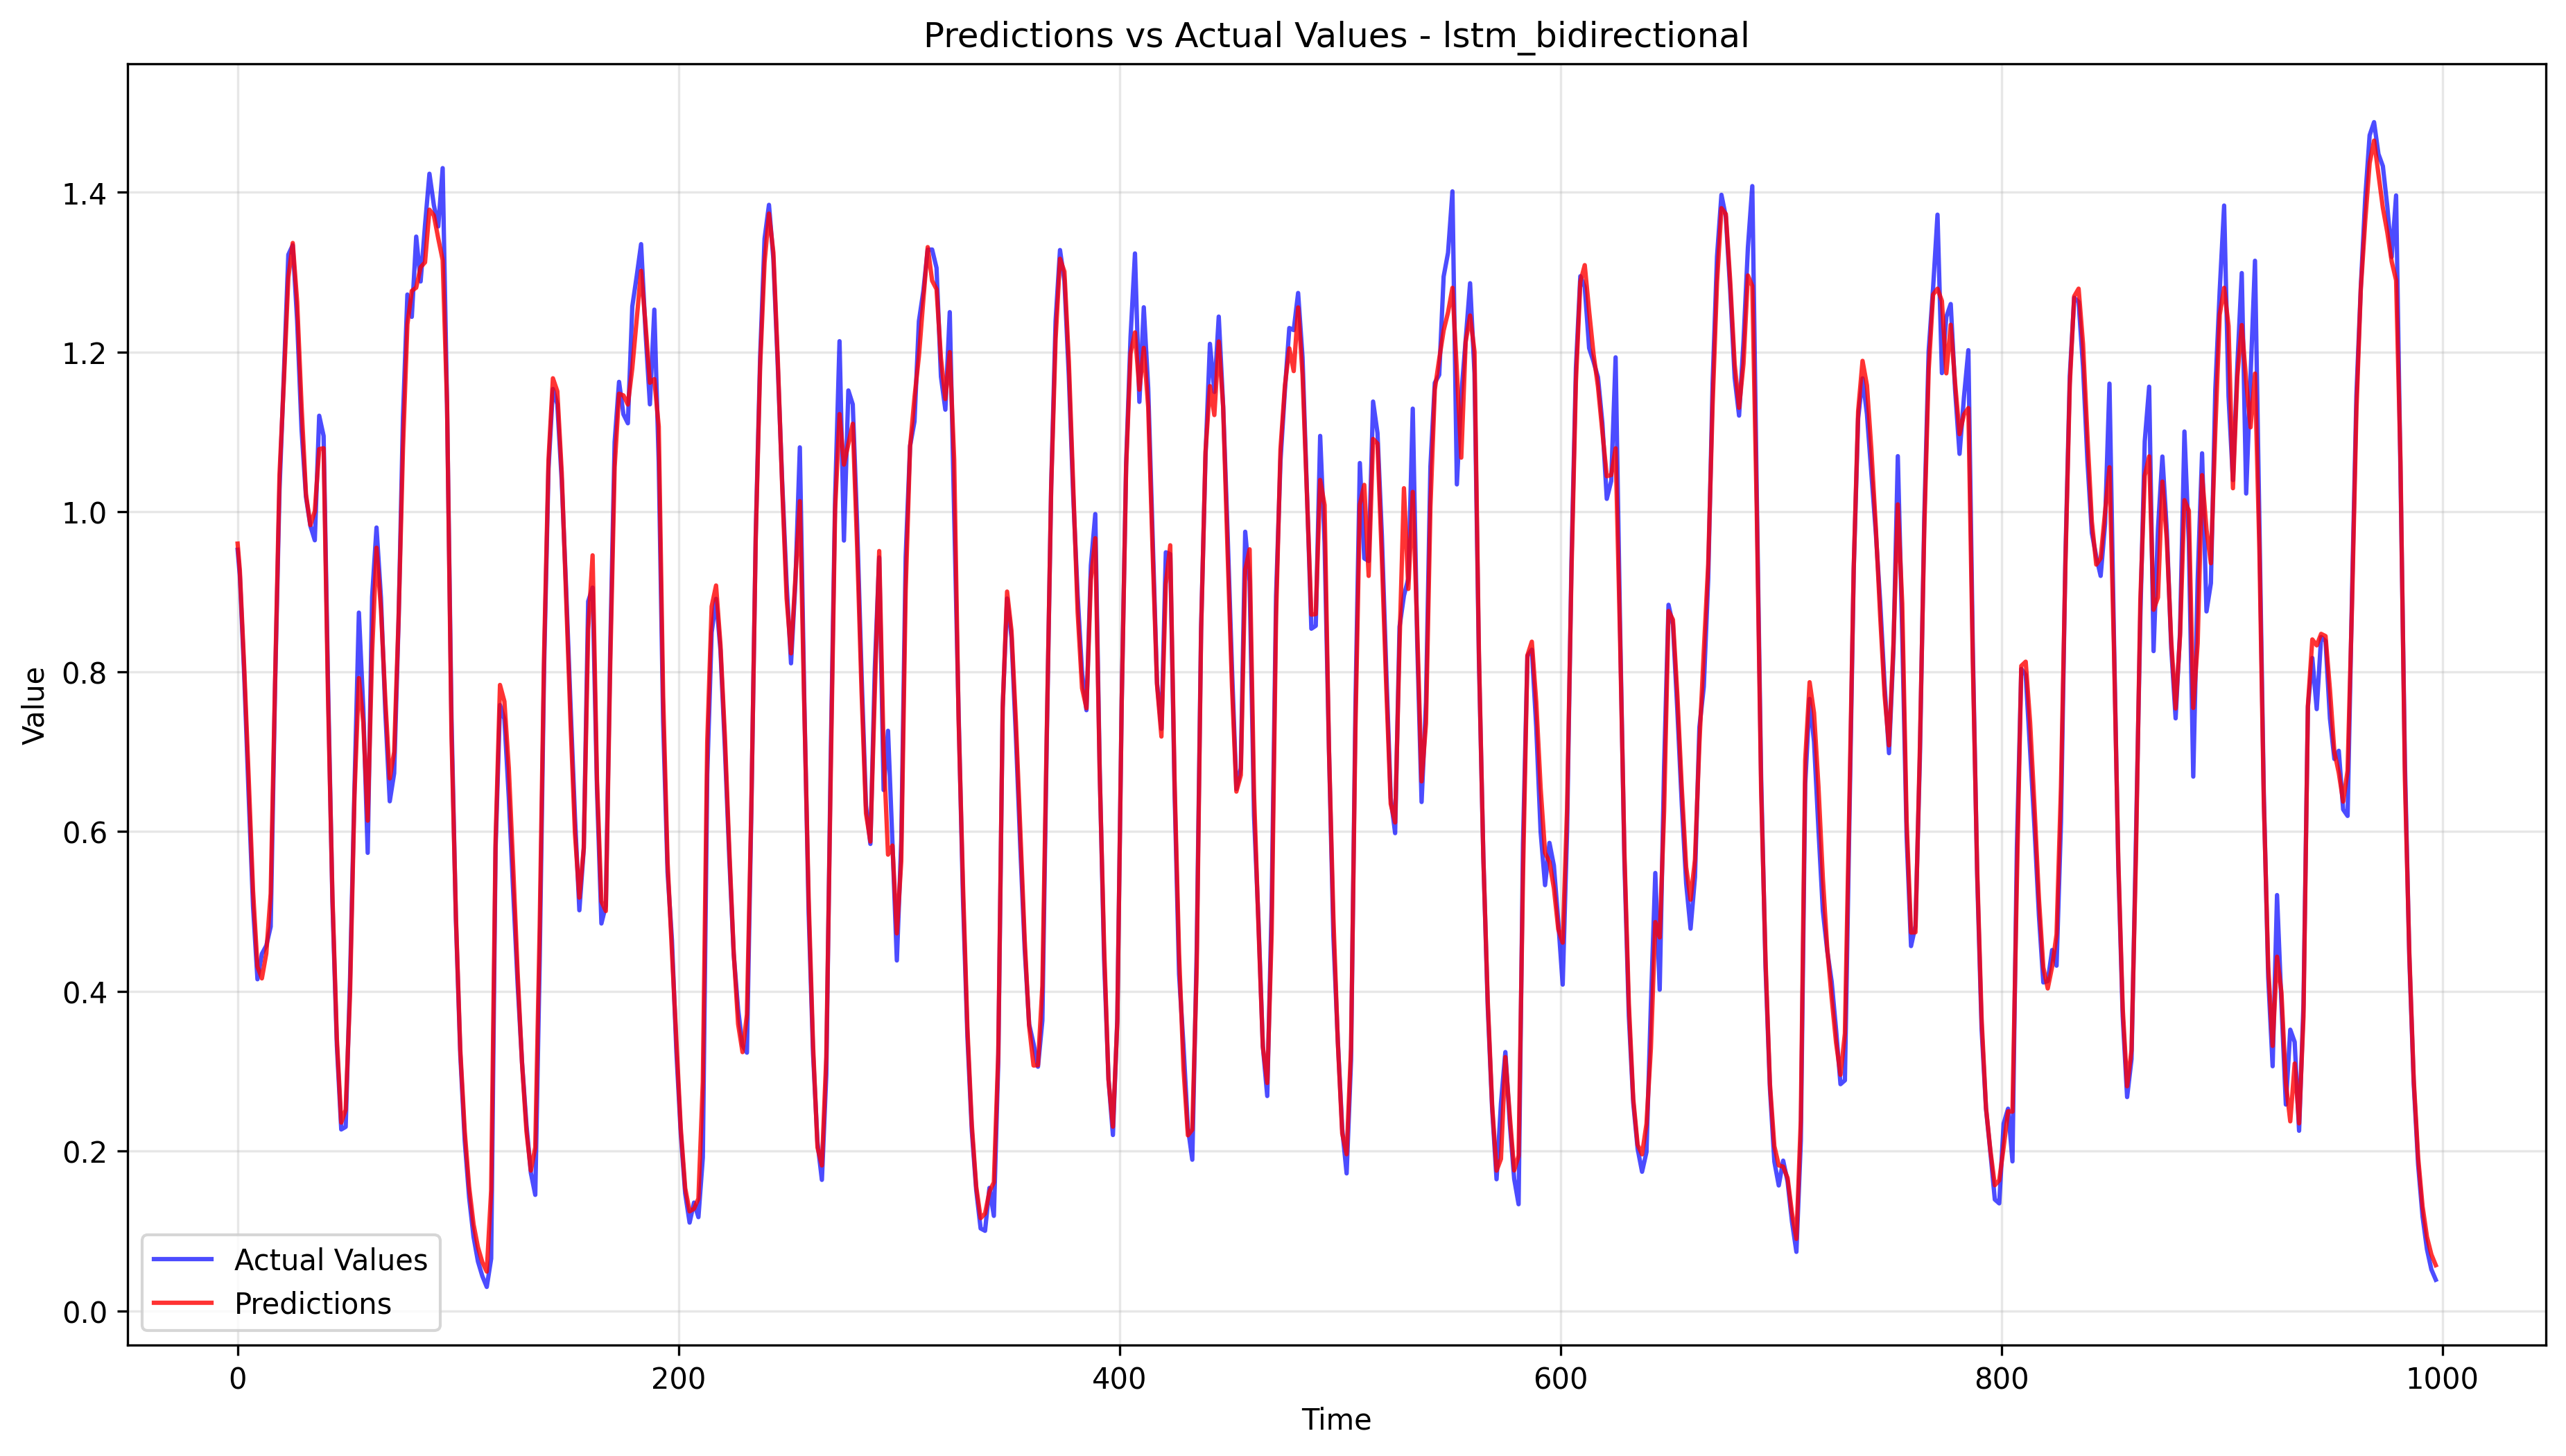 Predictions vs Actual Values - lstm_bidirectional
Value
1.4
1.2
1.0
0.8
0.6
0.4
0.2
0.0
Actual Values
Predictions
0 200 400 600 800 1000
Time